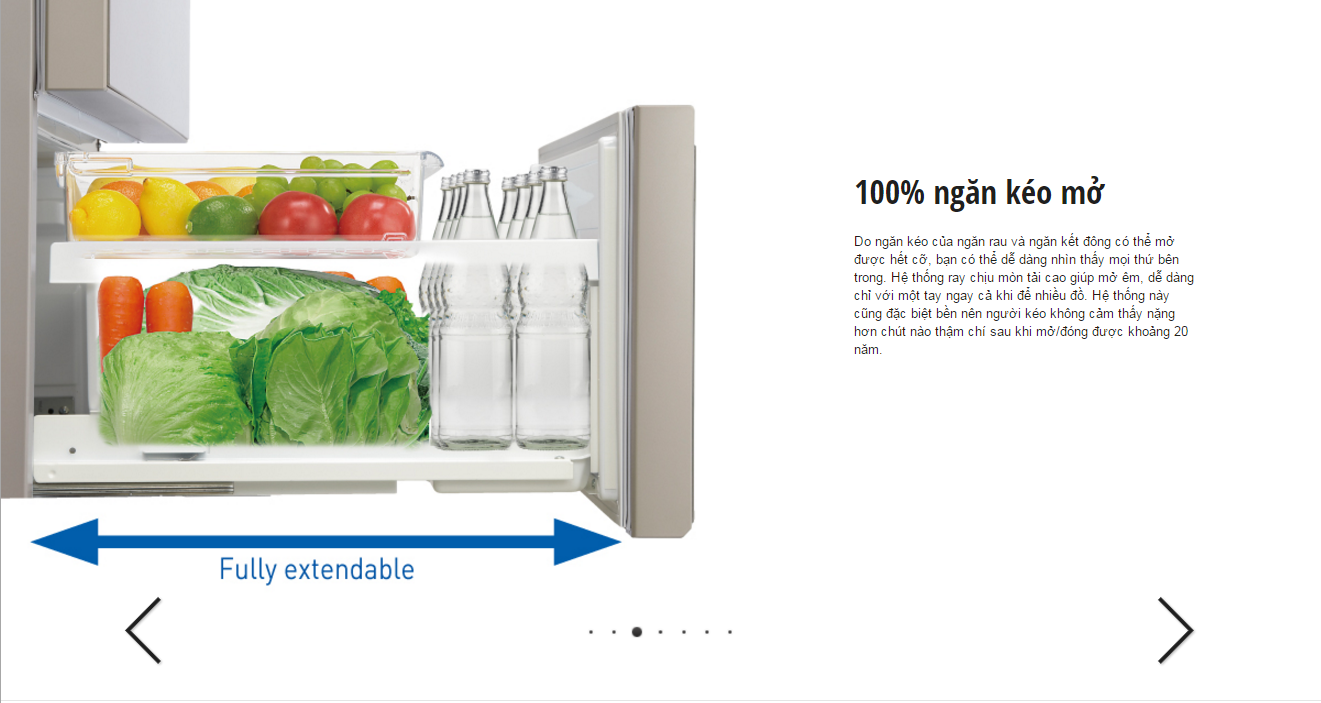 100% ngăn kéo mở
Do ngăn kéo của ngăn rau và ngăn kết đông có thể mở
được hết cỡ, bạn có thể dễ dàng nhìn thấy mọi thứ bên
trong. Hệ thống ray chịu mòn tải cao giúp mở êm, dễ dàng
chỉ với một tay ngay cả khi để nhiều đồ. Hệ thống này
cũng đặc biệt bền nên người kéo không cảm thấy nặng
hơn chút nào thậm chí sau khi mở/đóng được khoảng 20
năm.
Fully extendable